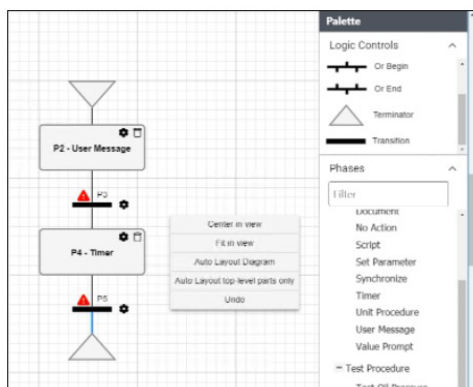 Palette
Logic Controls
Or Begin
Or End
Terminator
Transition
Phases
Filter
Document
No Action
Script
Set Parameter
Synchronize
Timer
Unit Procedure
User Message
Value Prompt
Test Procedure
P2 - User Message
P3
P4 - Timer
P5
Center in view
Fit in view
Auto Layout Diagram
Auto Layout top-level parts only
Undo